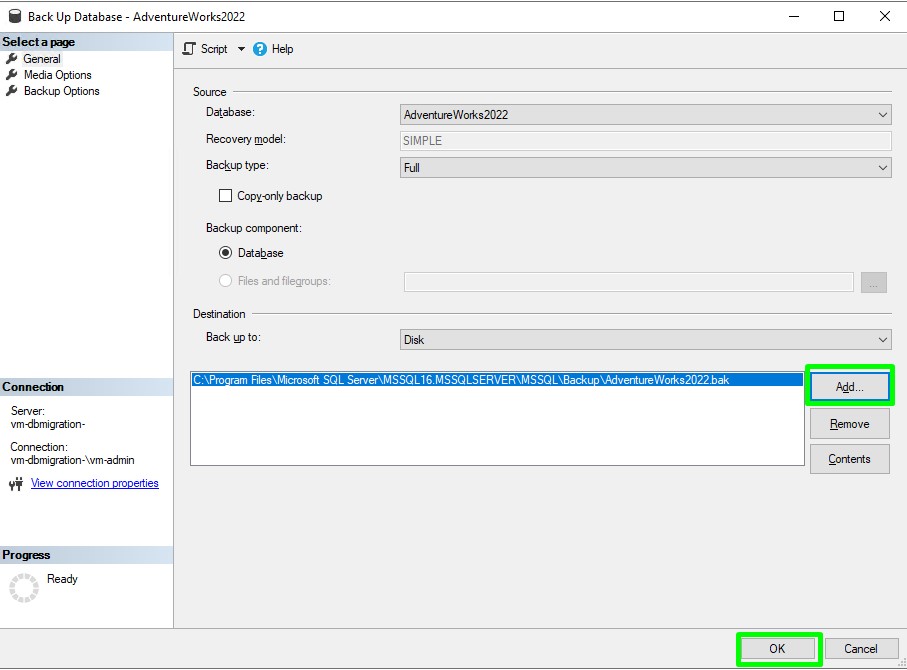 Back Up Database - AdventureWorks2022
Select a page
General
Media Options
Backup Options
Script
Help
Source
Database:
AdventureWorks2022
Recovery model:
SIMPLE
Backup type:
Full
Copy-only backup
Backup component:
Database
Files and filegroups:
...
Destination
Back up to:
Disk
C:\Program Files\Microsoft SQL Server\MSSQL16.MSSQLSERVER\MSSQL\Backup\AdventureWorks2022.bak
Add...
Remove
Contents
Connection
Server:
vm-dbmigration-
Connection:
vm-dbmigration-\vm-admin
View connection properties
Progress
Ready
OK
Cancel